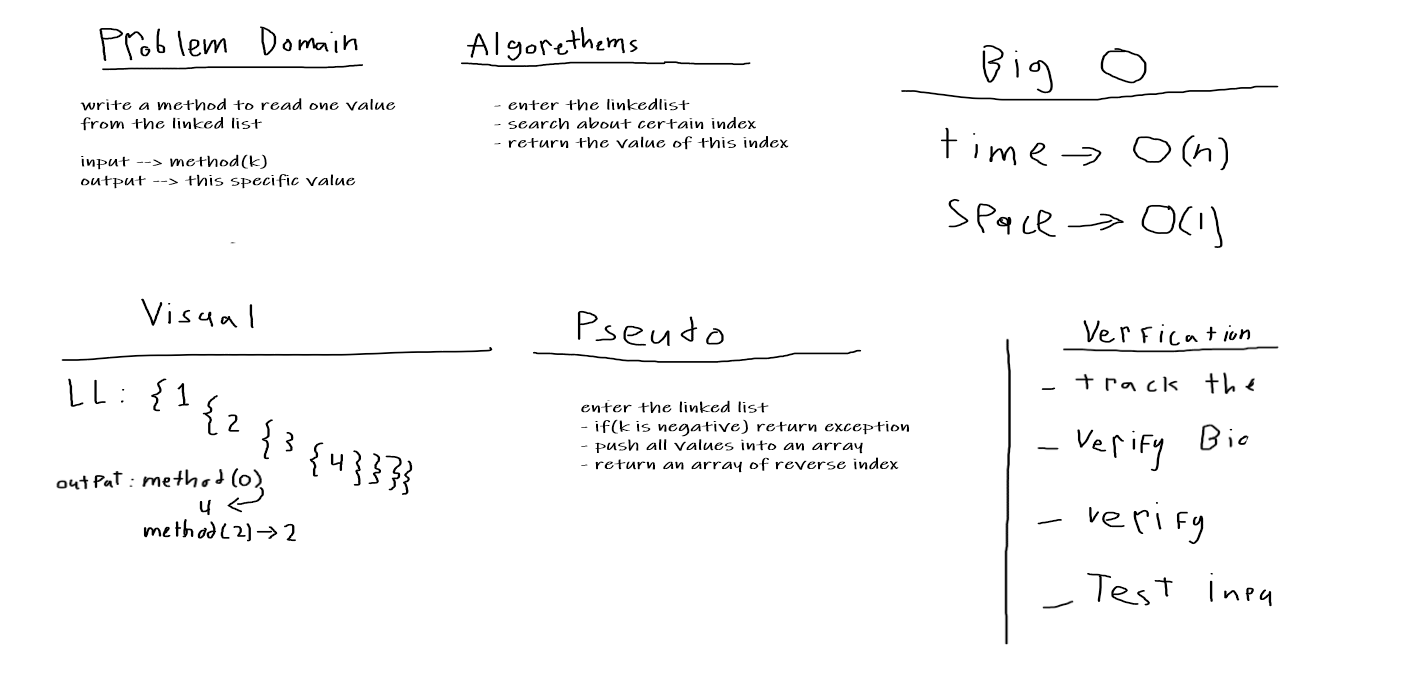 Problem Domain
write a method to read one value
from the linked list
input --> method(k)
output --> this specific value
Algorethems
- enter the linkedlist
- search about certain index
- return the value of this index
Big O
time → O(n)
Space → O(1)
Visual
LL: {1 {2 {3 {4}}}}
outPut: method(0)
4 ←
method(2) → 2
Pseudo
enter the linked list
- if(k is negative) return exception
- push all values into an array
- return an array of reverse index
Verfication
- track the
- Verify Bio
- verify
- Test inpu